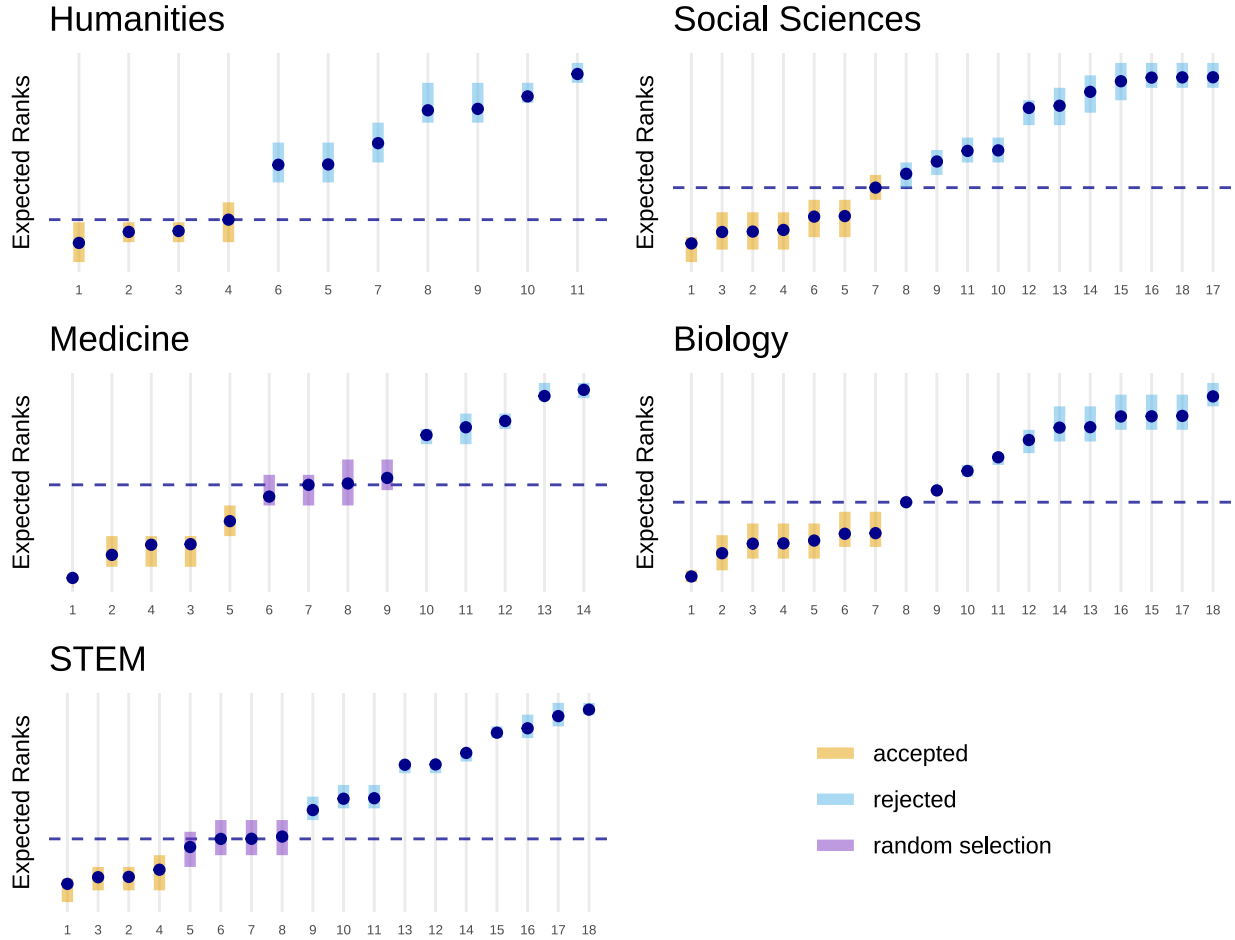 Humanities
Expected Ranks
1 2 3 4 6 5 7 8 9 10 11
Social Sciences
Expected Ranks
1 3 2 4 6 5 7 8 9 11 10 12 13 14 15 16 18 17
Medicine
Expected Ranks
1 2 4 3 5 6 7 8 9 10 11 12 13 14
Biology
Expected Ranks
1 2 3 4 5 6 7 8 9 10 11 12 14 13 16 15 17 18
STEM
Expected Ranks
1 3 2 4 5 6 7 8 9 10 11 13 12 14 15 16 17 18
accepted
rejected
random selection